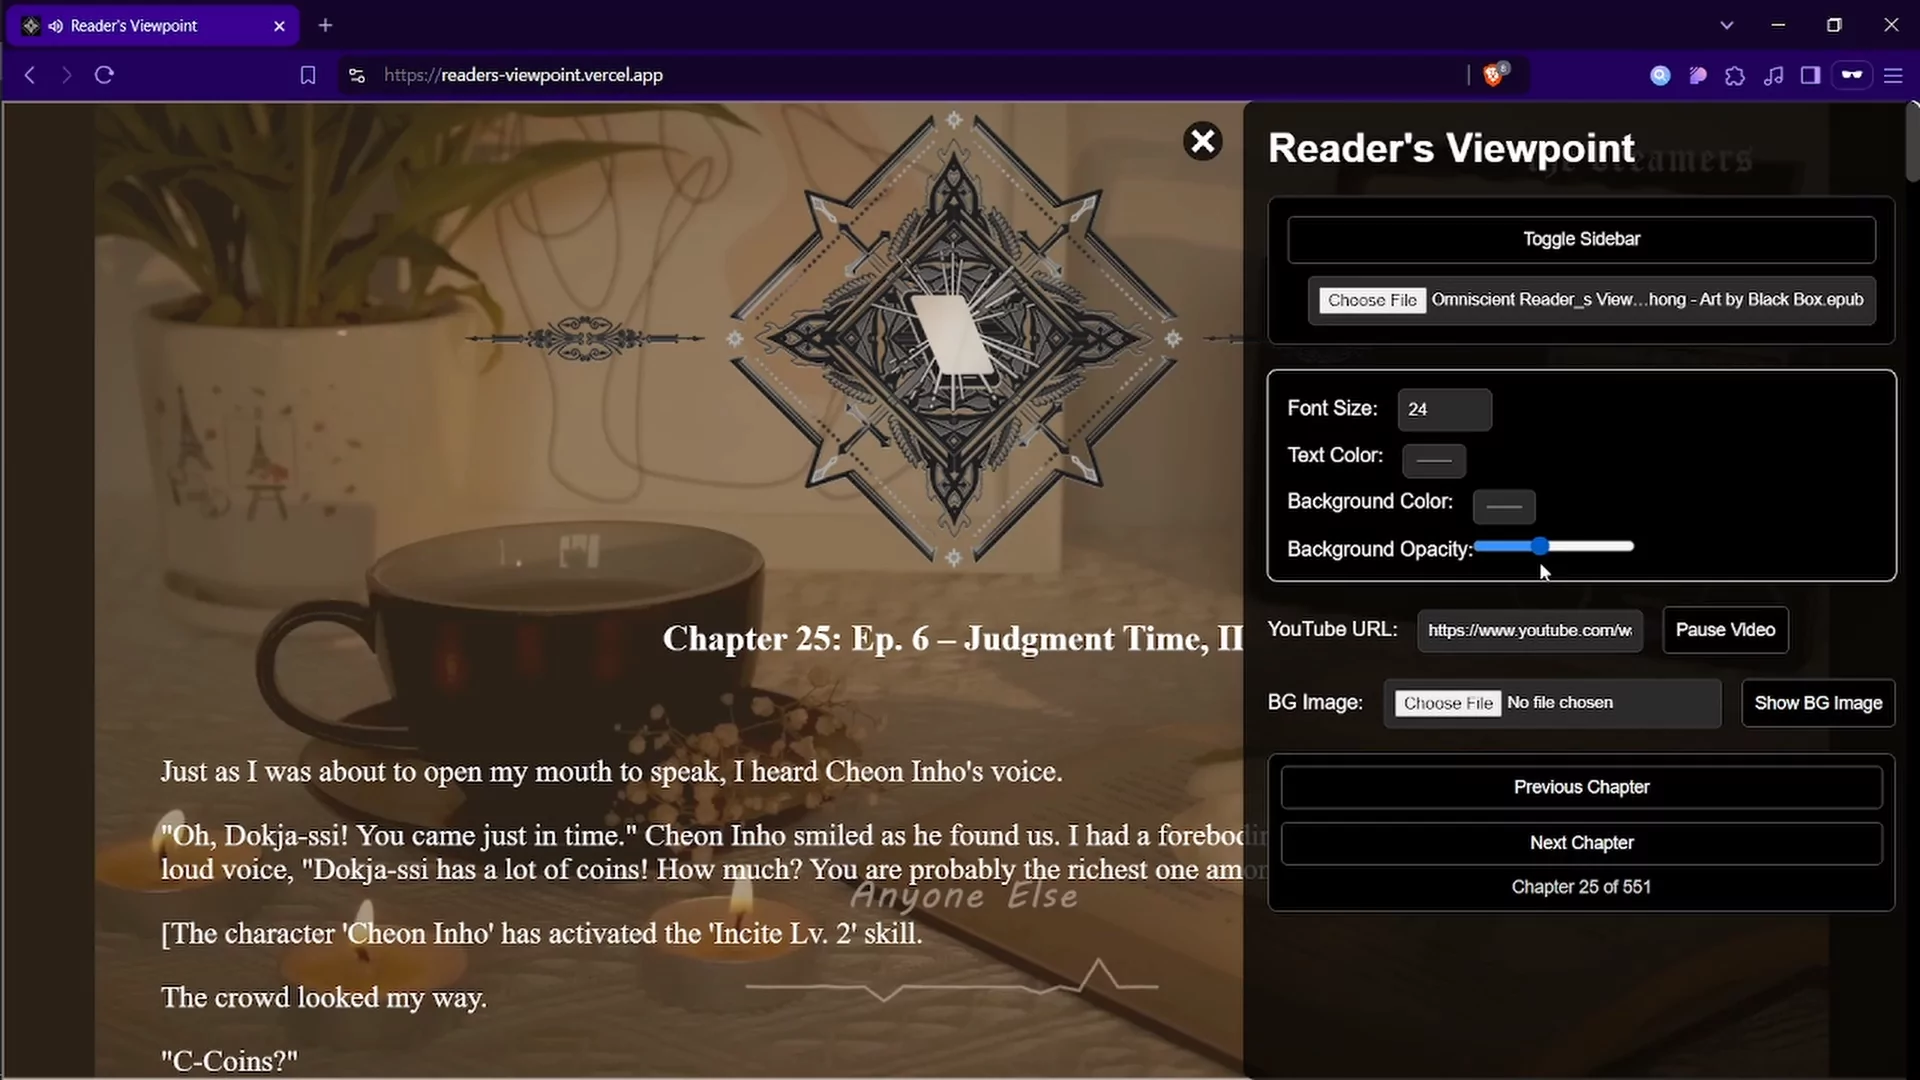 Reader's Viewpoint
https://readers-viewpoint.vercel.app
6
Reader's Viewpoint
Toggle Sidebar
Choose File Omniscient Reader_s View...hong - Art by Black Box.epub
Font Size: 24
Text Color:
Background Color:
Background Opacity:
YouTube URL: https://www.youtube.com/w Pause Video
BG Image: Choose File No file chosen Show BG Image
Previous Chapter
Next Chapter
Chapter 25 of 551
Chapter 25: Ep. 6 – Judgment Time, II
Just as I was about to open my mouth to speak, I heard Cheon Inho's voice.
"Oh, Dokja-ssi! You came just in time." Cheon Inho smiled as he found us. I had a
loud voice, "Dokja-ssi has a lot of coins! How much? You are probably the richest one
Anyone Else
[The character 'Cheon Inho' has activated the 'Incite Lv. 2' skill.
The crowd looked my way.
"C-Coins?"